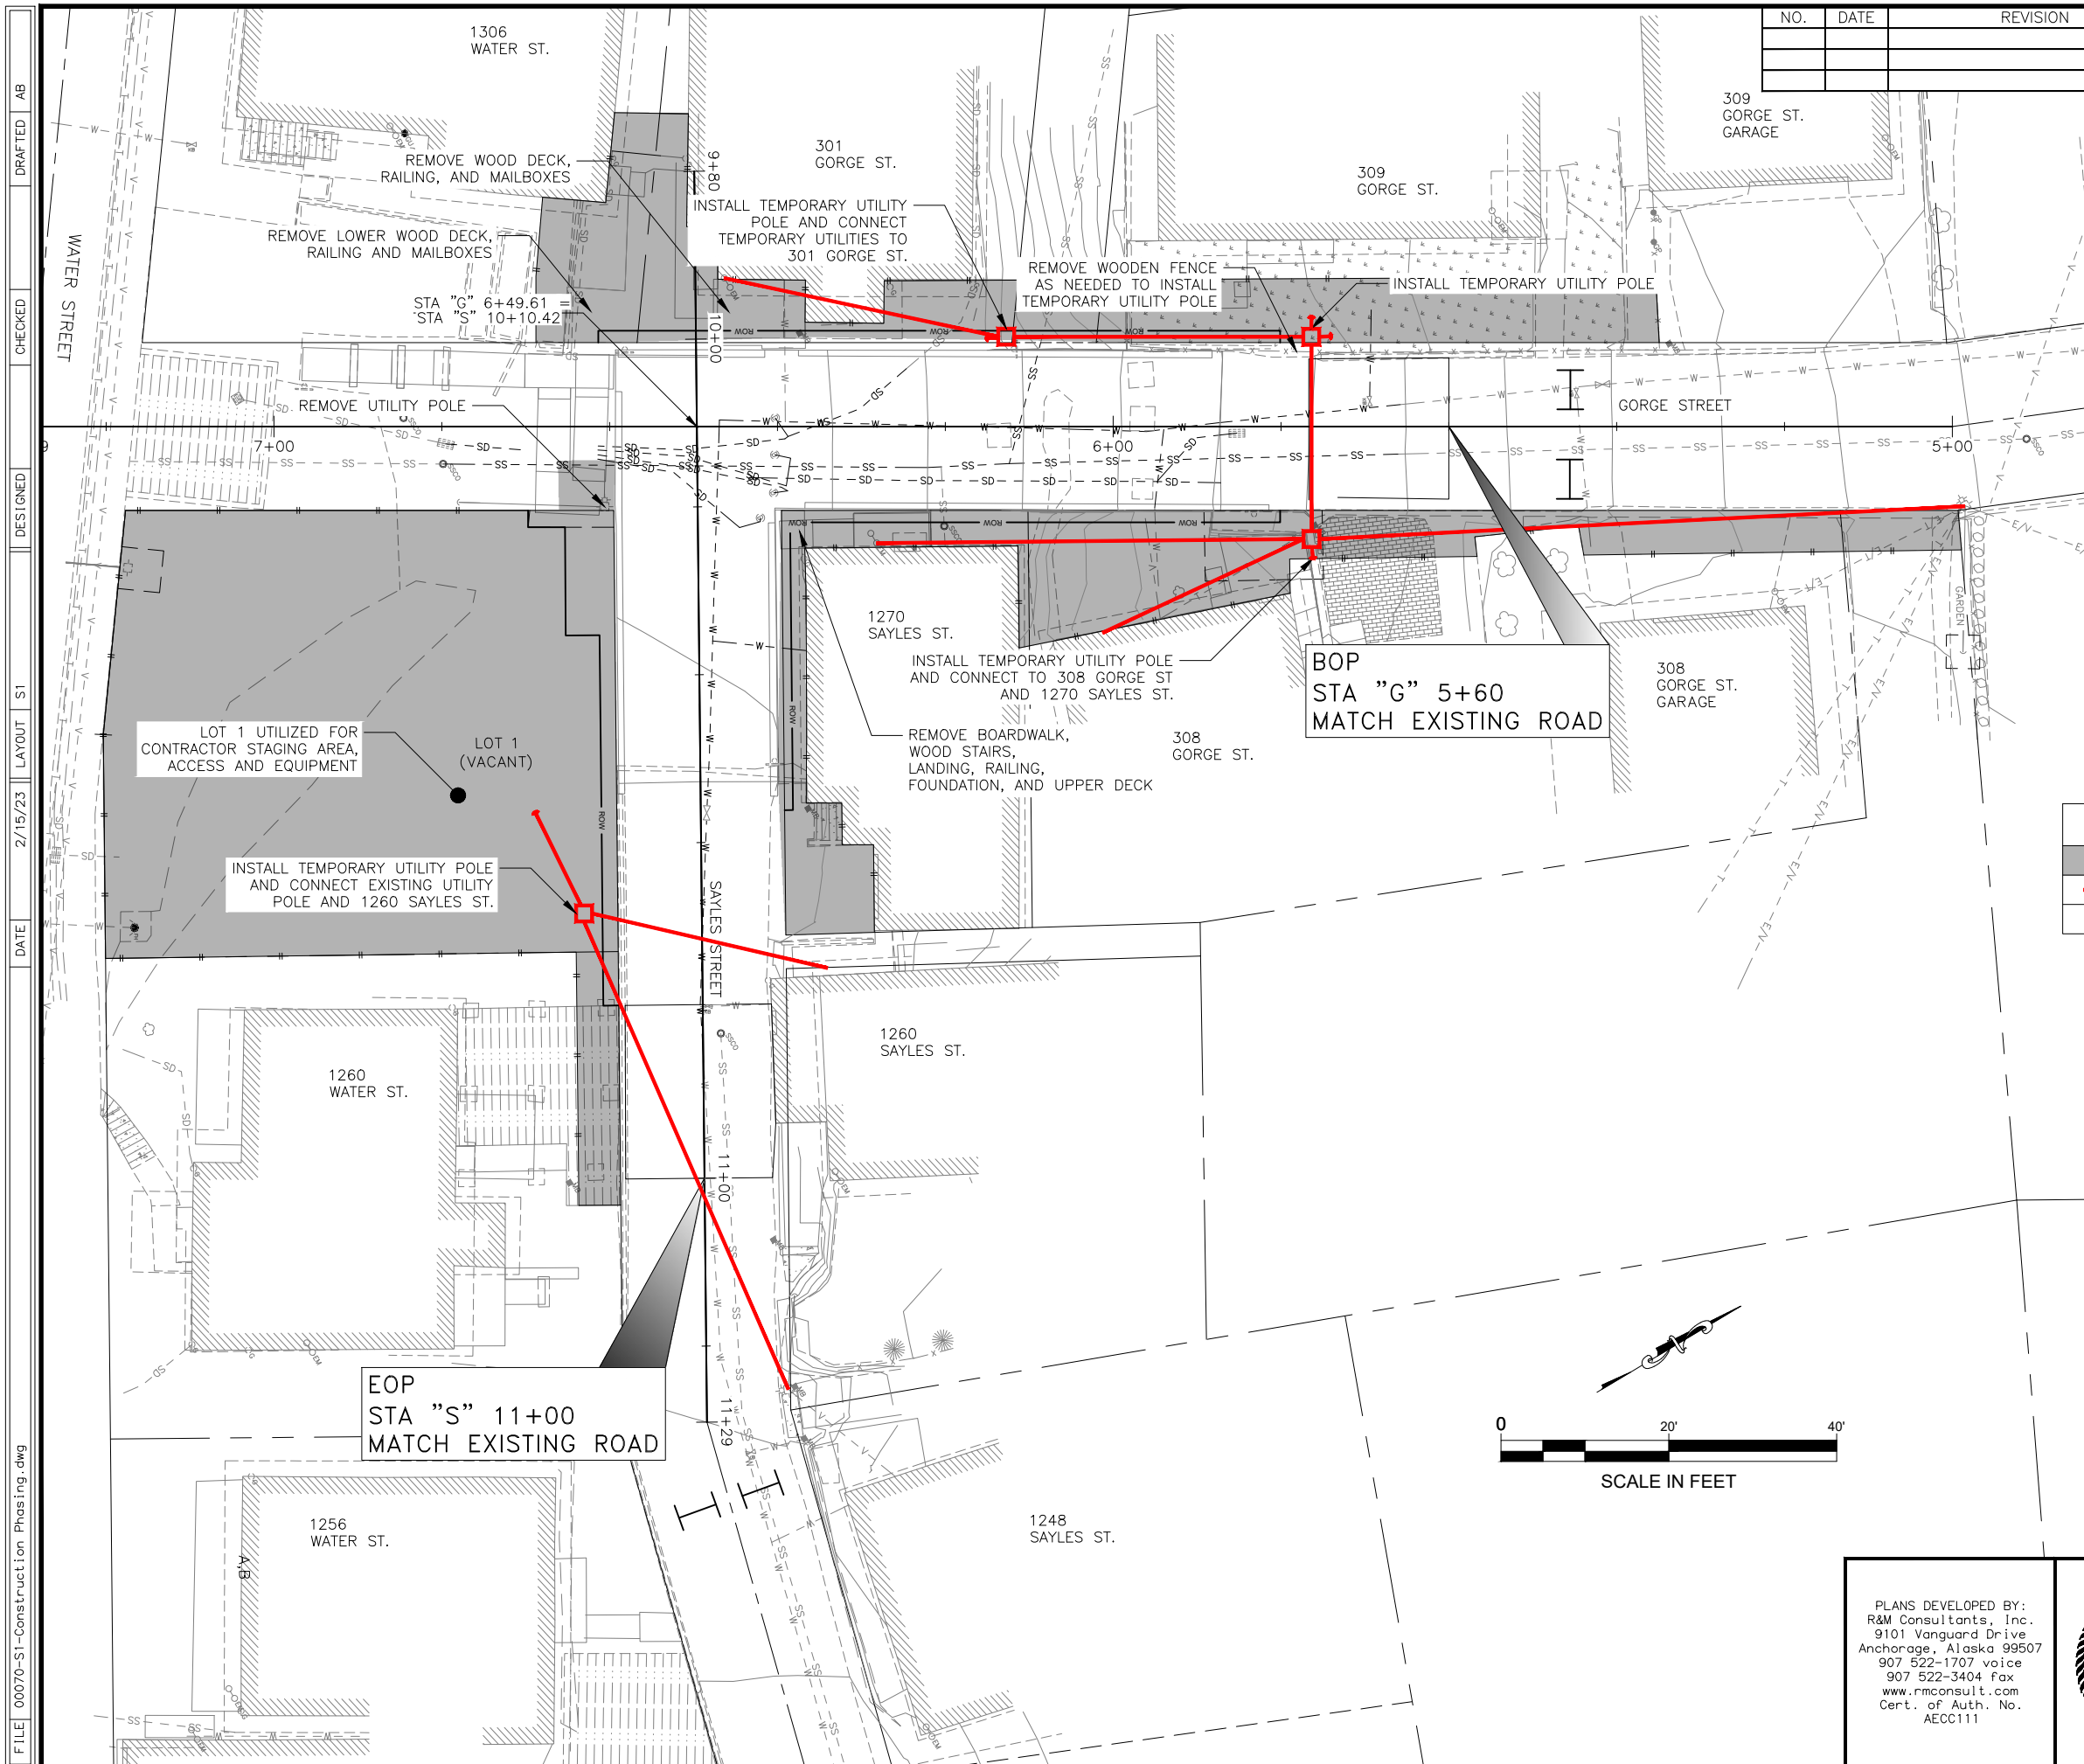 NO. DATE REVISION
1306
WATER ST.
301
GORGE ST.
309
GORGE ST.
309
GORGE ST.
GARAGE
REMOVE WOOD DECK,
RAILING, AND MAILBOXES
9+80
INSTALL TEMPORARY UTILITY
POLE AND CONNECT
TEMPORARY UTILITIES TO
301 GORGE ST.
REMOVE LOWER WOOD DECK,
RAILING AND MAILBOXES
REMOVE WOODEN FENCE
AS NEEDED TO INSTALL
TEMPORARY UTILITY POLE
INSTALL TEMPORARY UTILITY POLE
STA "G" 6+49.61 =
STA "S" 10+10.42
10+00
WATER STREET
REMOVE UTILITY POLE
GORGE STREET
7+00
6+00
5+00
1270
SAYLES ST.
GARDEN
INSTALL TEMPORARY UTILITY POLE
AND CONNECT TO 308 GORGE ST
AND 1270 SAYLES ST.
BOP
STA "G" 5+60
MATCH EXISTING ROAD
308
GORGE ST.
GARAGE
LOT 1 UTILIZED FOR
CONTRACTOR STAGING AREA,
ACCESS AND EQUIPMENT
LOT 1
(VACANT)
REMOVE BOARDWALK,
WOOD STAIRS,
LANDING, RAILING,
FOUNDATION, AND UPPER DECK
308
GORGE ST.
INSTALL TEMPORARY UTILITY POLE
AND CONNECT EXISTING UTILITY
POLE AND 1260 SAYLES ST.
SAYLES STREET
1260
SAYLES ST.
1260
WATER ST.
11+00
EOP
STA "S" 11+00
MATCH EXISTING ROAD
11+29
0 20' 40'
SCALE IN FEET
1256
WATER ST.
A,B
1248
SAYLES ST.
PLANS DEVELOPED BY:
R&M Consultants, Inc.
9101 Vanguard Drive
Anchorage, Alaska 99507
907 522-1707 voice
907 522-3404 fax
www.rmconsult.com
Cert. of Auth. No.
AECC111
FILE 00070-S1-Construction Phasing.dwg
DATE 2/15/23
LAYOUT S1
DESIGNED
CHECKED
DRAFTED AB